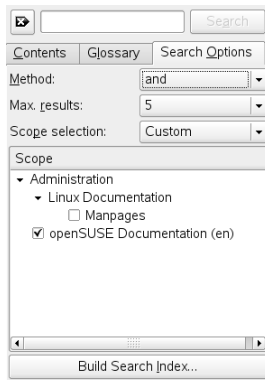 Search
Contents Glossary Search Options
Method: and
Max. results: 5
Scope selection: Custom
Scope
Administration
Linux Documentation
Manpages
openSUSE Documentation (en)
Build Search Index...